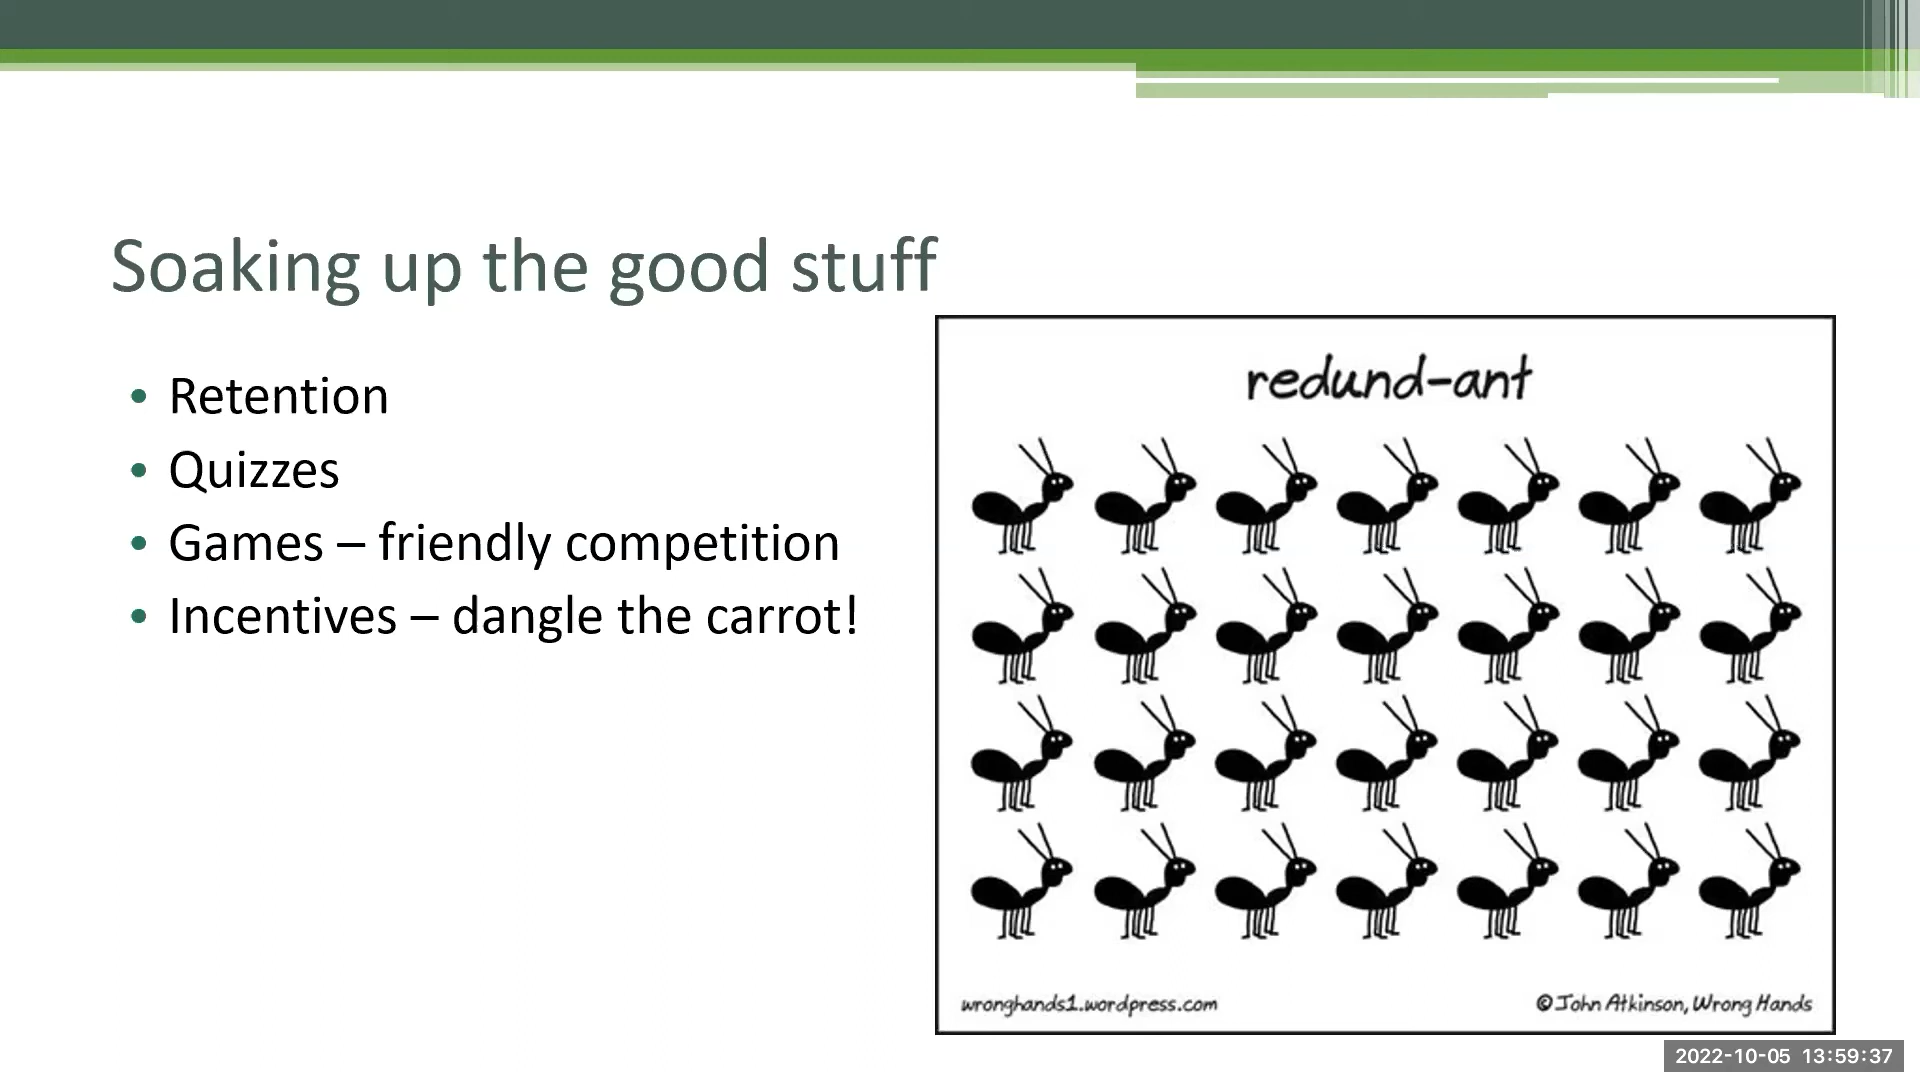 Soaking up the good stuff
• Retention
• Quizzes
• Games – friendly competition
• Incentives – dangle the carrot!
redund-ant
wronghands1.wordpress.com
© John Atkinson, Wrong Hands
2022-10-05 13:59:37